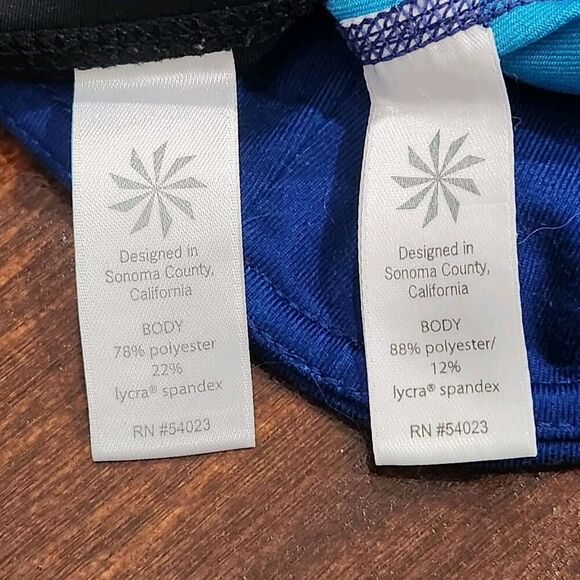 Designed in
Sonoma County,
California
BODY
78% polyester
22%
lycra® spandex
RN #54023
Designed in
Sonoma County,
California
BODY
88% polyester/
12%
lycra® spandex
RN #54023